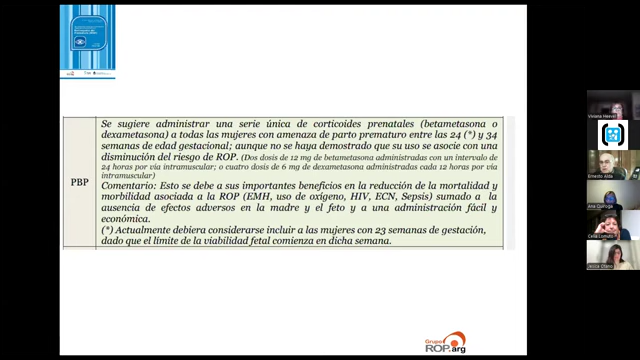 Se sugiere administrar una serie única de corticoides prenatales (betametasona o
dexametasona) a todas las mujeres con amenaza de parto prematuro entre las 24 (*) y 34
semanas de edad gestacional; aunque no se haya demostrado que su uso se asocie con una
disminución del riesgo de ROP. (Dos dosis de 12 mg de betametasona administradas con un intervalo de
24 horas por vía intramuscular; o cuatro dosis de 6 mg de dexametasona administradas cada 12 horas por vía
intramuscular)
PBP
Comentario: Esto se debe a sus importantes beneficios en la reducción de la mortalidad y
morbilidad asociada a la ROP (EMH, uso de oxígeno, HIV, ECN, Sepsis) sumado a la
ausencia de efectos adversos en la madre y el feto y a una administración fácil y
económica.
(*) Actualmente debiera considerarse incluir a las mujeres con 23 semanas de gestación,
dado que el límite de la viabilidad fetal comienza en dicha semana.
Grupo
ROP.arg
Ernesto Alda
Ana Quiroga